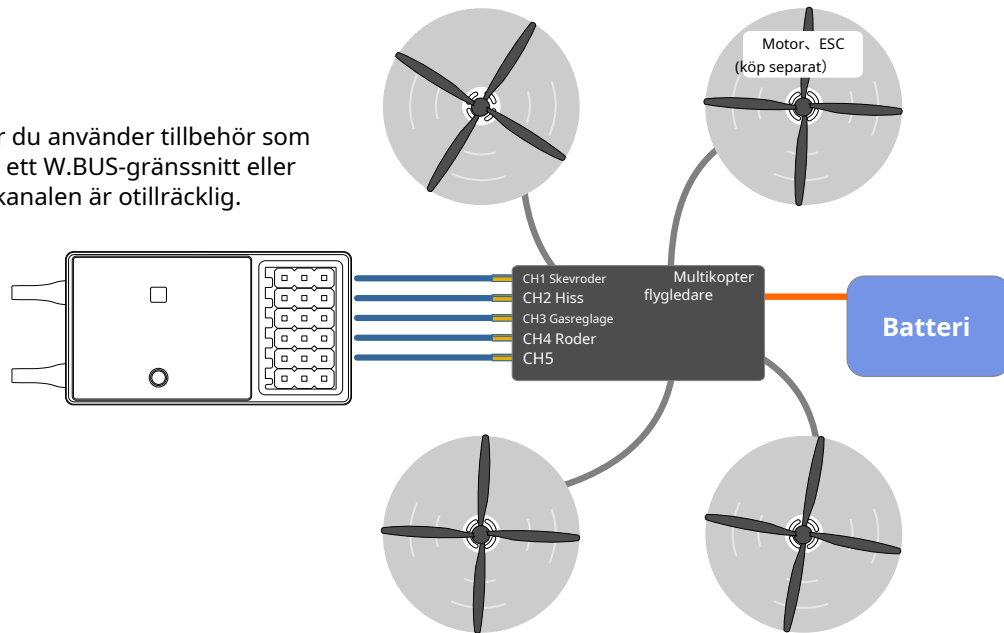 Motor、ESC
(köp separat)
r du använder tillbehör som
ett W.BUS-gränssnitt eller
kanalen är otillräcklig.
CH1 Skevroder
CH2 Hiss
CH3 Gasreglage
CH4 Roder
CH5
Multikopter
flygledare
Batteri